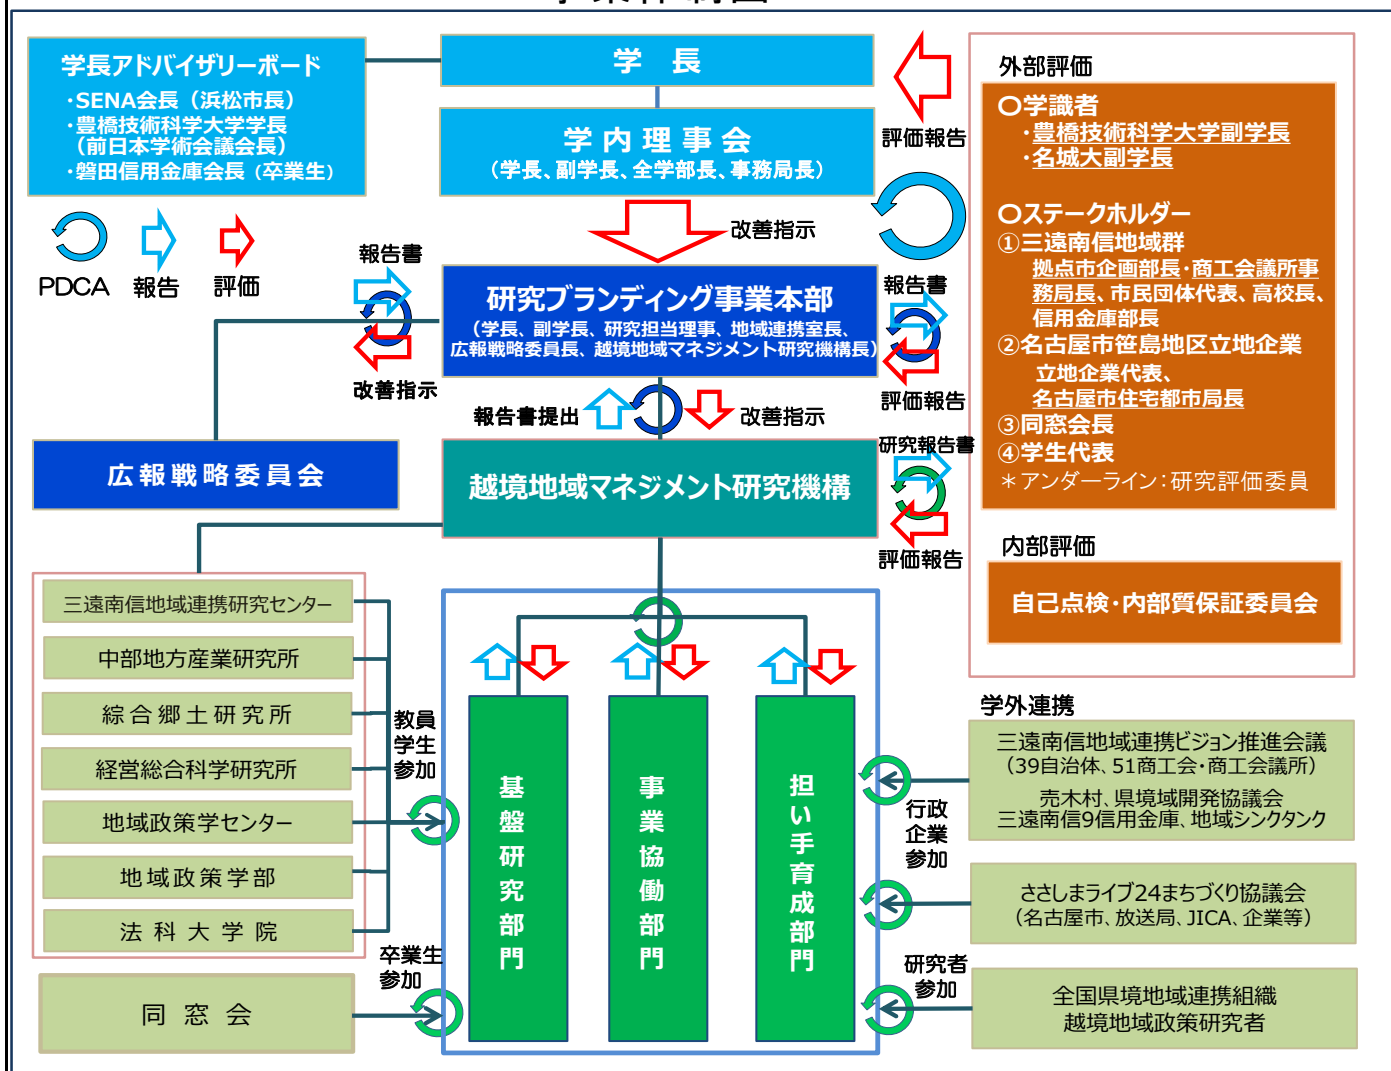 学長アドバイザリーボード
・SENA会長（浜松市長）
・豊橋技術科学大学学長
（前日本学術会議会長）
・磐田信用金庫会長（卒業生）
学 長
学 内 理 事 会
（学長、副学長、全学部長、事務局長）
評価報告
PDCA
報告
評価
改善指示
報告書
改善指示
研究ブランディング事業本部
（学長、副学長、研究担当理事、地域連携室長、
広報戦略委員長、越境地域マネジメント研究機構長）
報告書
評価報告
報告書提出
改善指示
広報戦略委員会
越境地域マネジメント研究機構
研究報告書
評価報告
外部評価
〇学識者
・豊橋技術科学大学副学長
・名城大副学長
〇ステークホルダー
①三遠南信地域群
拠点市企画部長・商工会議所事
務局長、市民団体代表、高校長、
信用金庫部長
②名古屋市笹島地区立地企業
立地企業代表、
名古屋市住宅都市局長
③同窓会長
④学生代表
＊アンダーライン：研究評価委員
内部評価
自己点検・内部質保証委員会
三遠南信地域連携研究センター
中部地方産業研究所
綜合郷土研究所
経営総合科学研究所
地域政策学センター
地域政策学部
法科大学院
教員
学生
参加
卒業生
参加
同 窓 会
基盤研究部門
事業協働部門
担い手育成部門
行政
企業
参加
研究者
参加
学外連携
三遠南信地域連携ビジョン推進会議
（39自治体、51商工会・商工会議所）
売木村、県境域開発協議会
三遠南信9信用金庫、地域シンクタンク
ささしまライブ24まちづくり協議会
（名古屋市、放送局、JICA、企業等）
全国県境地域連携組織
越境地域政策研究者